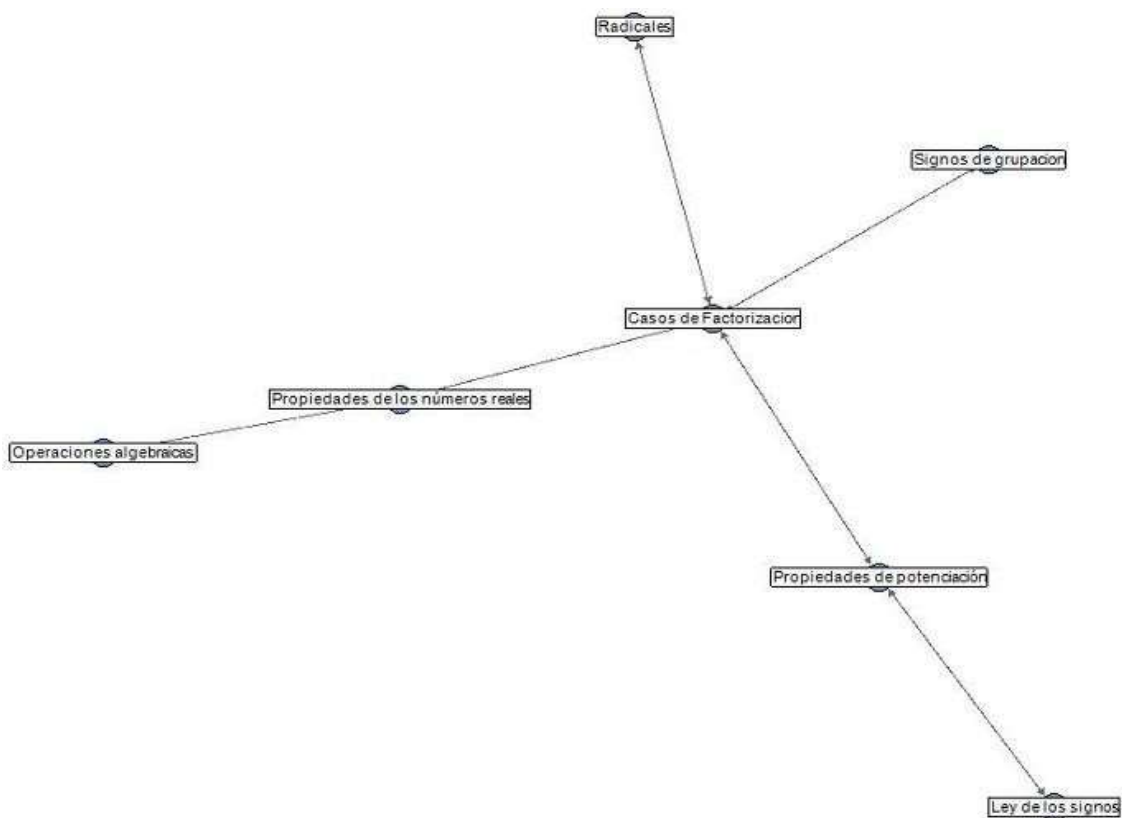 Radicales
Signos de grupacion
Casos de Factorizacion
Propiedades de los números reales
Operaciones algebraicas
Propiedades de potenciación
Ley de los signos